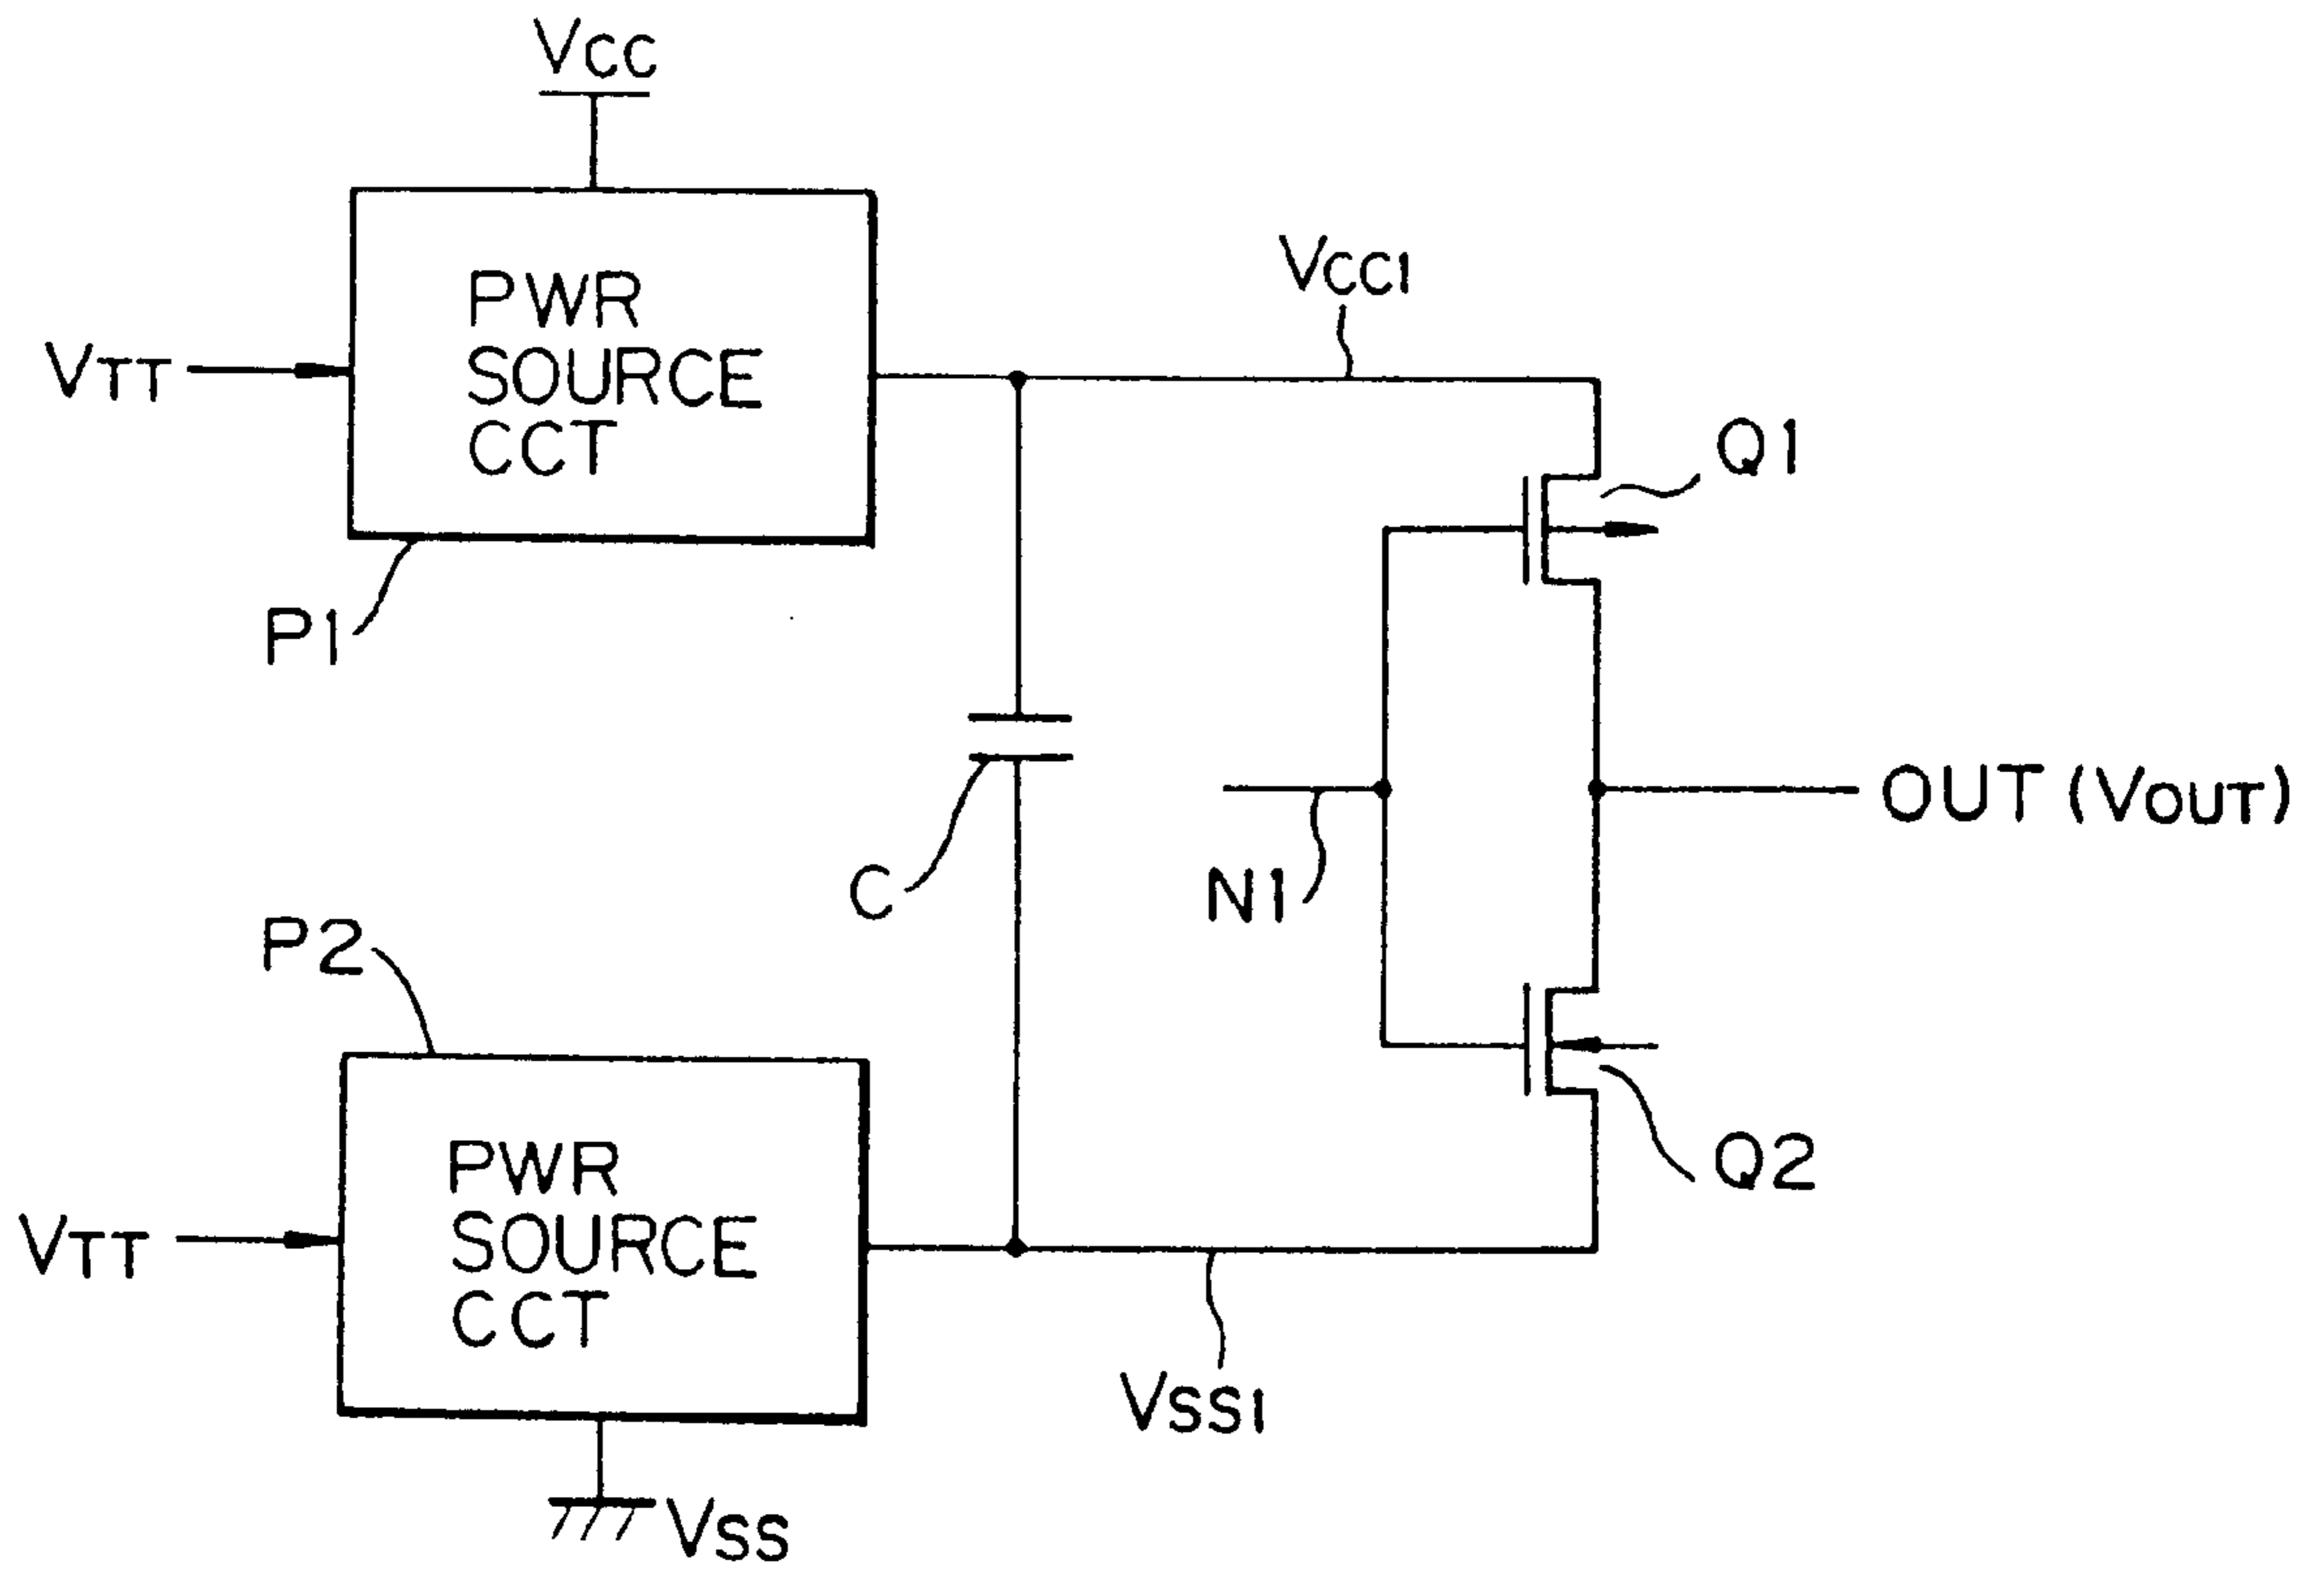 VCC
PWR
SOURCE
CCT
VTT
P1
VCC1
Q1
C
N1
OUT (VOUT)
P2
PWR
SOURCE
CCT
VTT
Q2
VSS1
VSS